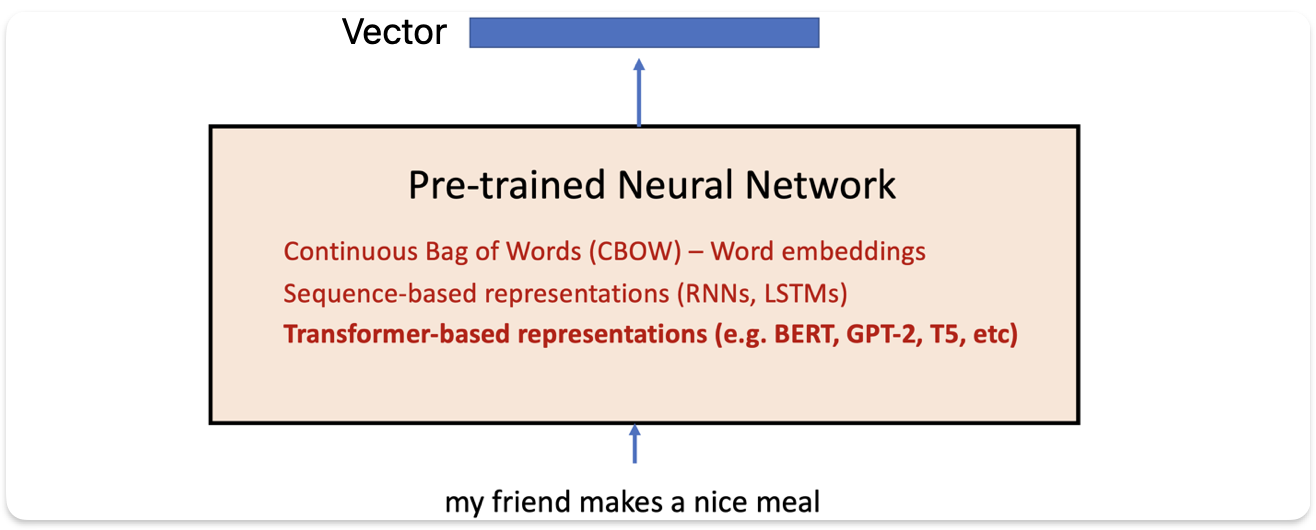 Vector
Pre-trained Neural Network
Continuous Bag of Words (CBOW) – Word embeddings
Sequence-based representations (RNNs, LSTMs)
Transformer-based representations (e.g. BERT, GPT-2, T5, etc)
my friend makes a nice meal